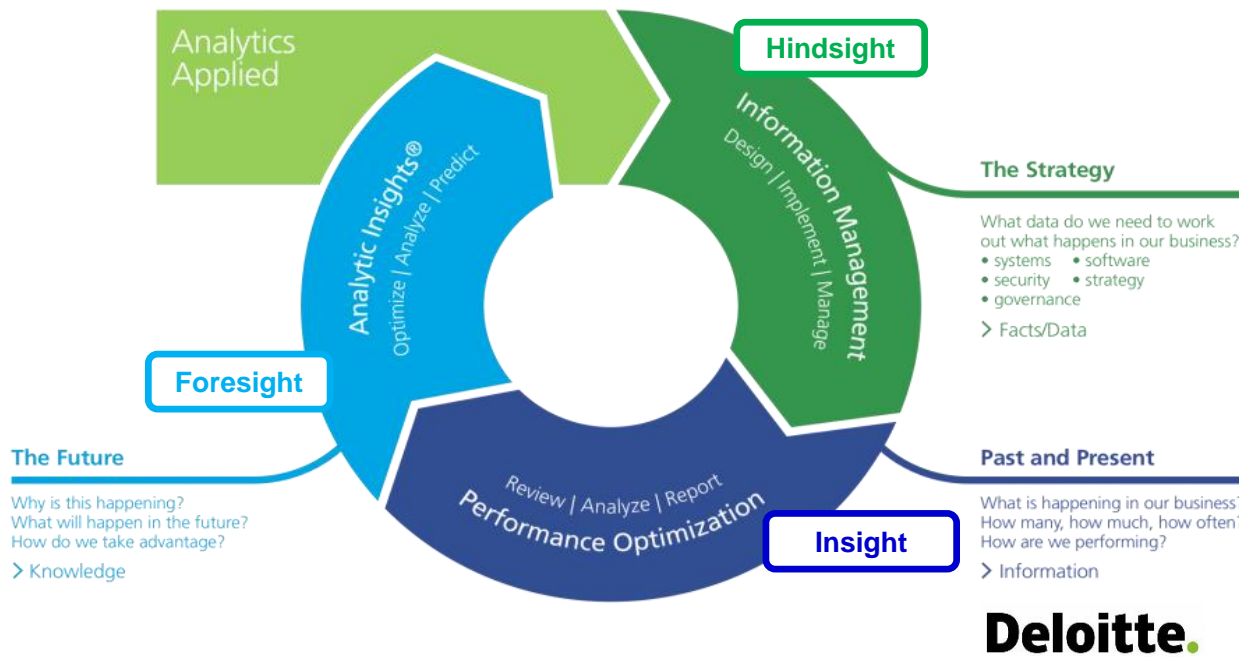 Analytics
Applied
Hindsight
Information Management
Design | Implement | Manage
The Strategy
What data do we need to work
out what happens in our business?
• systems • software
• security • strategy
• governance
> Facts/Data
Analytic Insights®
Optimize | Analyze | Predict
Foresight
The Future
Why is this happening?
What will happen in the future?
How do we take advantage?
> Knowledge
Review | Analyze | Report
Performance Optimization
Insight
Past and Present
What is happening in our business?
How many, how much, how often?
How are we performing?
> Information
Deloitte.